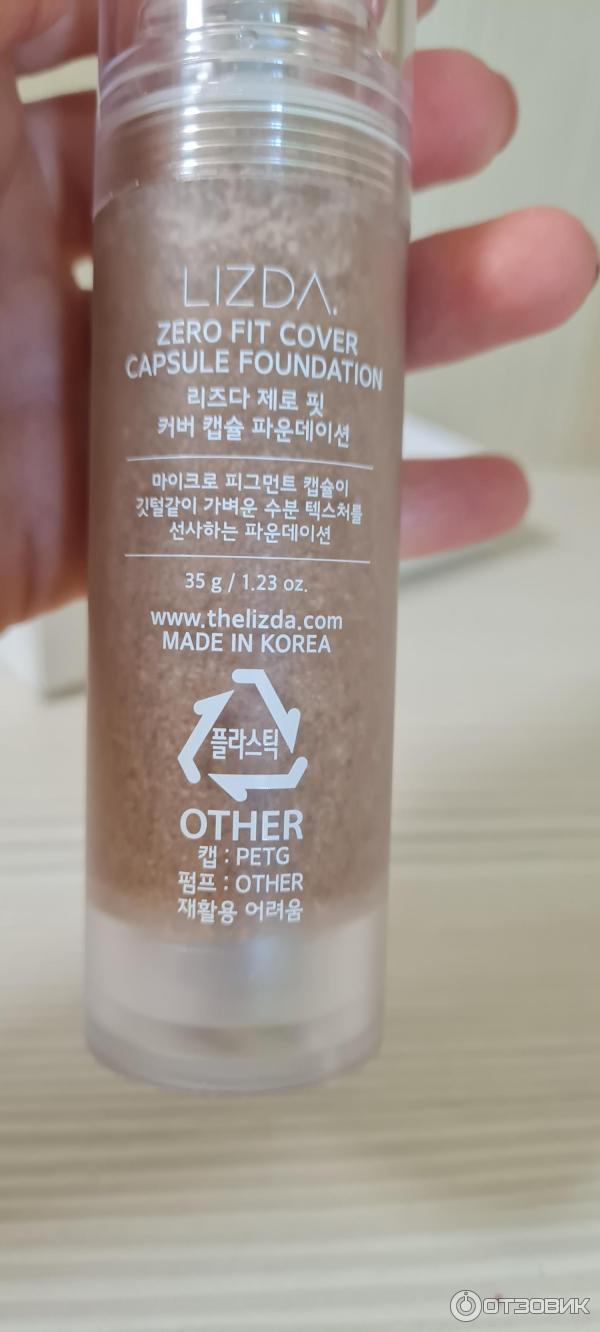 LIZDA.
ZERO FIT COVER
CAPSULE FOUNDATION
리즈다 제로 핏
커버 캡슐 파운데이션
마이크로 피그먼트 캡슐이
깃털같이 가벼운 수분 텍스처를
선사하는 파운데이션
35 g / 1.23 oz.
www.thelizda.com
MADE IN KOREA
플라스틱
OTHER
캡 : PETG
펌프 : OTHER
재활용 어려움
ОТЗОВИК